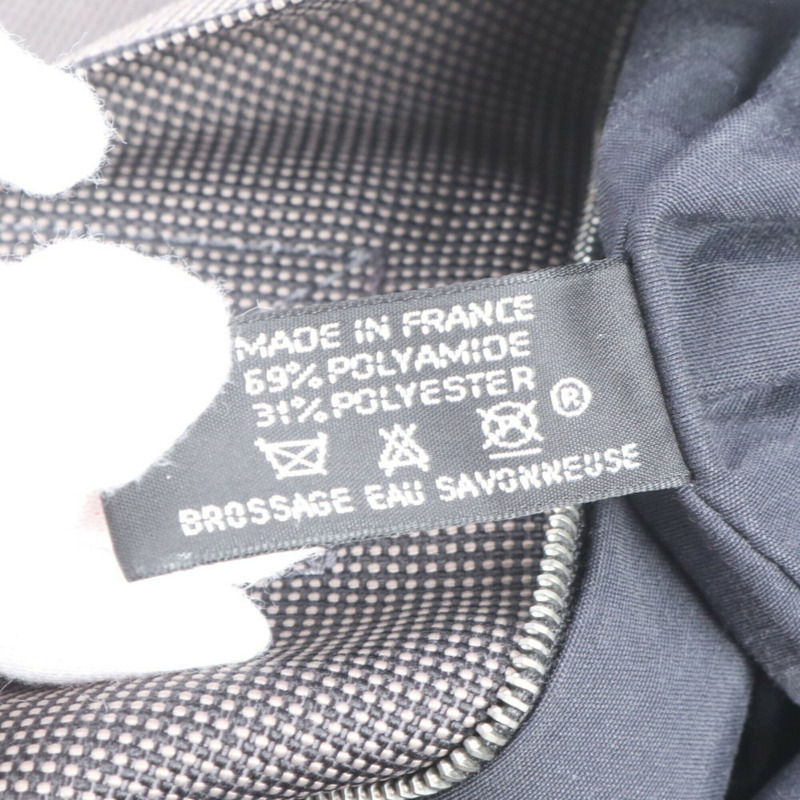 MADE IN FRANCE
69% POLYAMIDE
31% POLYESTER
®
BROSSAGE EAU SAVONNEUSE